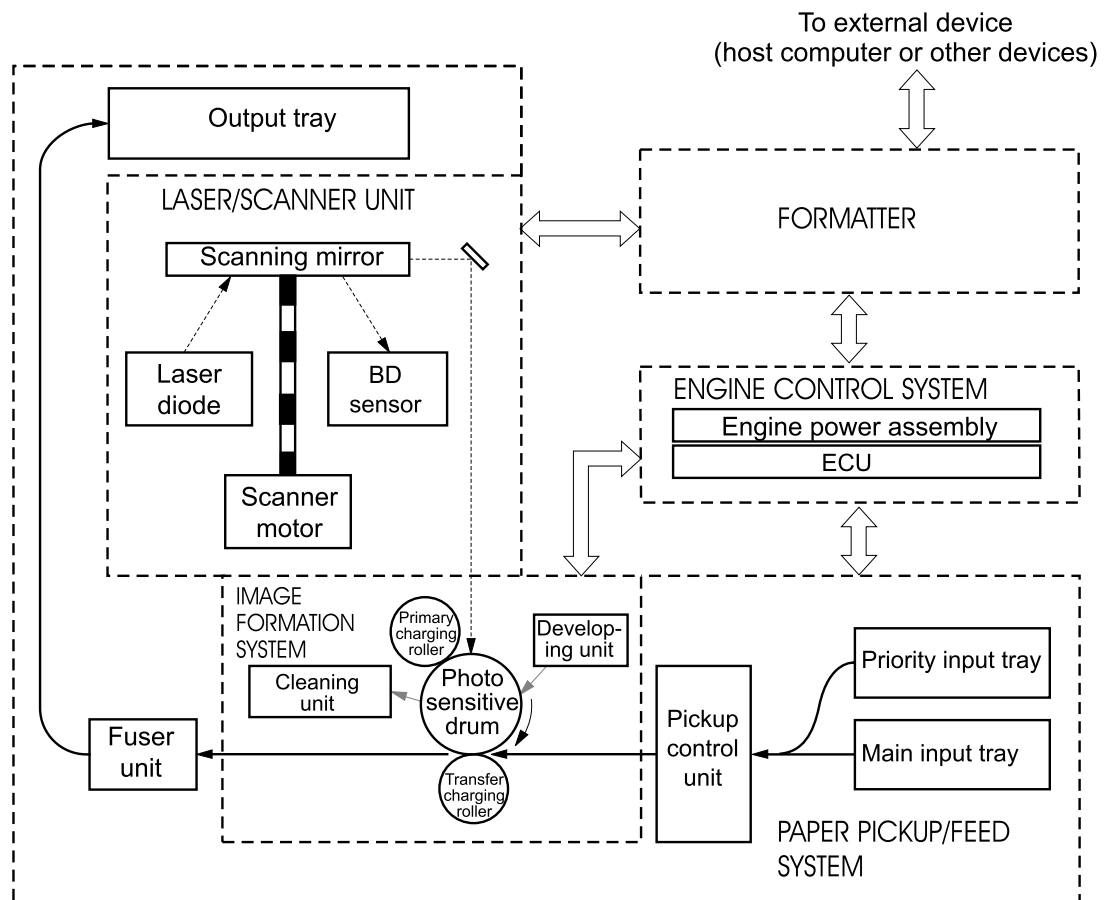 To external device
(host computer or other devices)
Output tray
LASER/SCANNER UNIT
FORMATTER
Scanning mirror
Laser
diode
BD
sensor
Scanner
motor
ENGINE CONTROL SYSTEM
Engine power assembly
ECU
IMAGE
FORMATION
SYSTEM
Primary
charging
roller
Develop-
ing unit
Cleaning
unit
Photo
sensitive
drum
Transfer
charging
roller
Fuser
unit
Pickup
control
unit
Priority input tray
Main input tray
PAPER PICKUP/FEED
SYSTEM